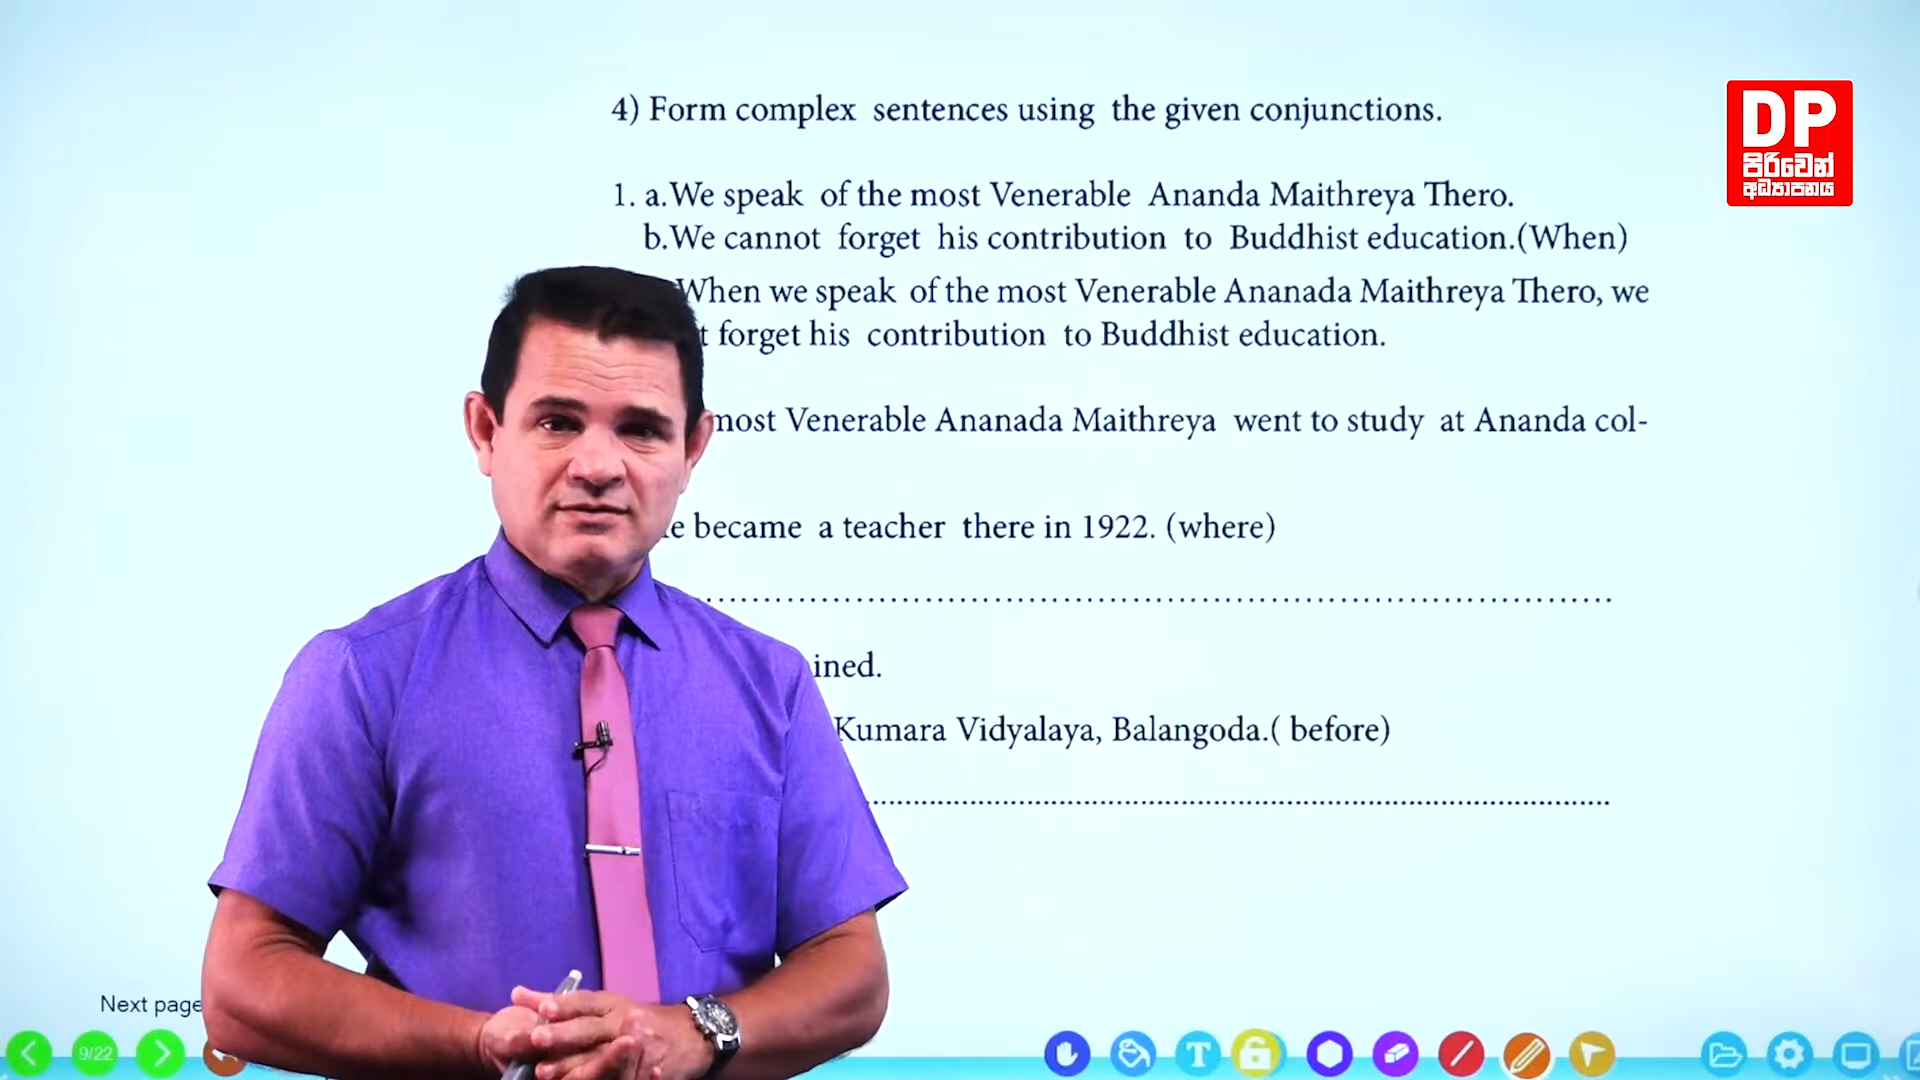 4) Form complex sentences using the given conjunctions.
DP
පිරිවෙන්
අධ්‍යාපනය
1. a.We speak of the most Venerable Ananda Maithreya Thero.
b.We cannot forget his contribution to Buddhist education.(When)
When we speak of the most Venerable Ananada Maithreya Thero, we
forget his contribution to Buddhist education.
most Venerable Ananada Maithreya went to study at Ananda col-
became a teacher there in 1922. (where)
Kumara Vidyalaya, Balangoda.( before)
Next page
9/22
T